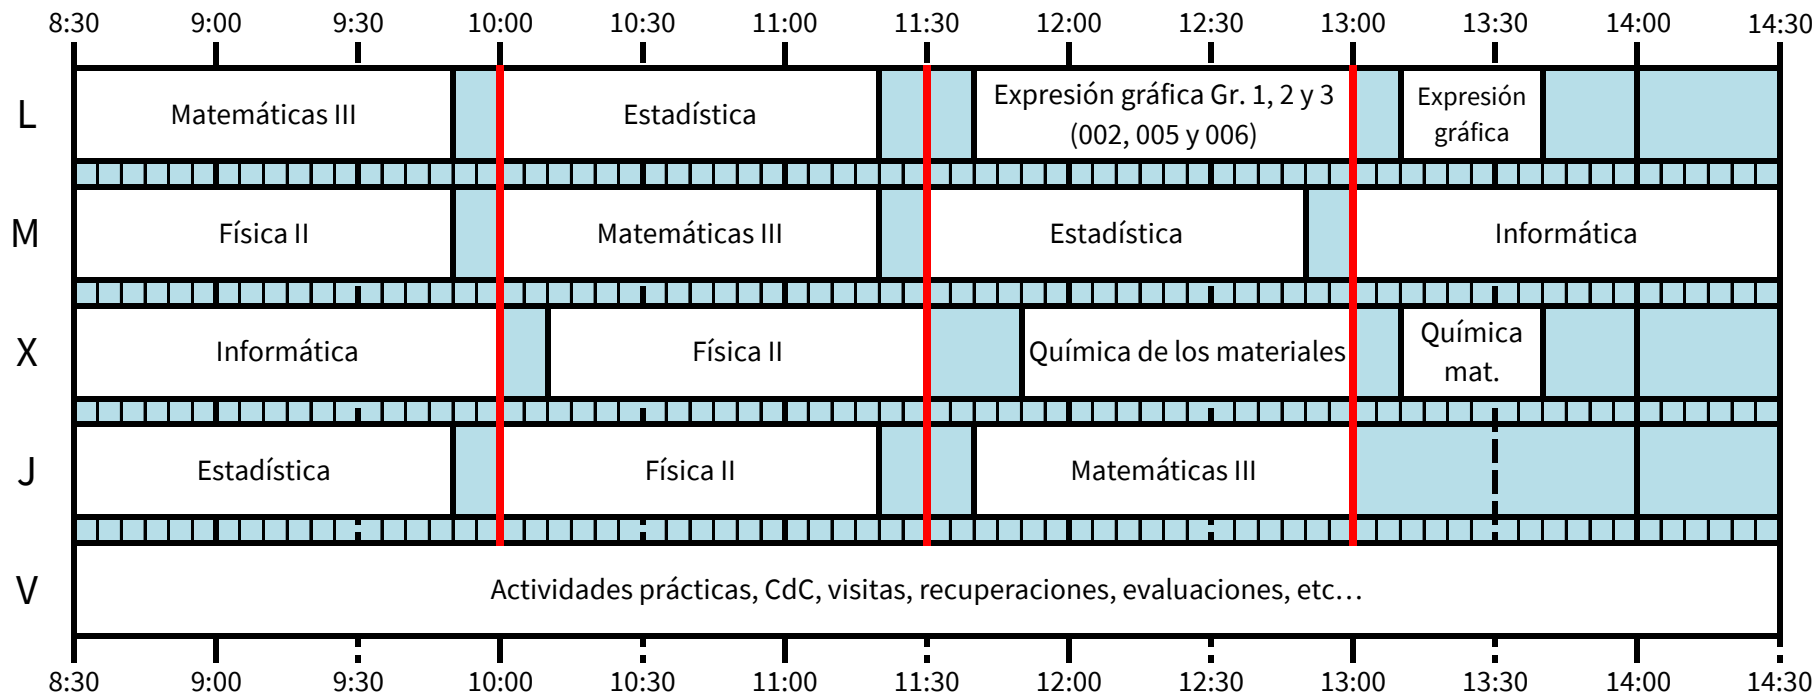 8:30 9:00 9:30 10:00 10:30 11:00 11:30 12:00 12:30 13:00 13:30 14:00 14:30
L
Matemáticas III
Estadística
Expresión gráfica Gr. 1, 2 y 3
(002, 005 y 006)
Expresión
gráfica
M
Física II
Matemáticas III
Estadística
Informática
X
Informática
Física II
Química de los materiales
Química
mat.
J
Estadística
Física II
Matemáticas III
V
Actividades prácticas, CdC, visitas, recuperaciones, evaluaciones, etc…
8:30 9:00 9:30 10:00 10:30 11:00 11:30 12:00 12:30 13:00 13:30 14:00 14:30